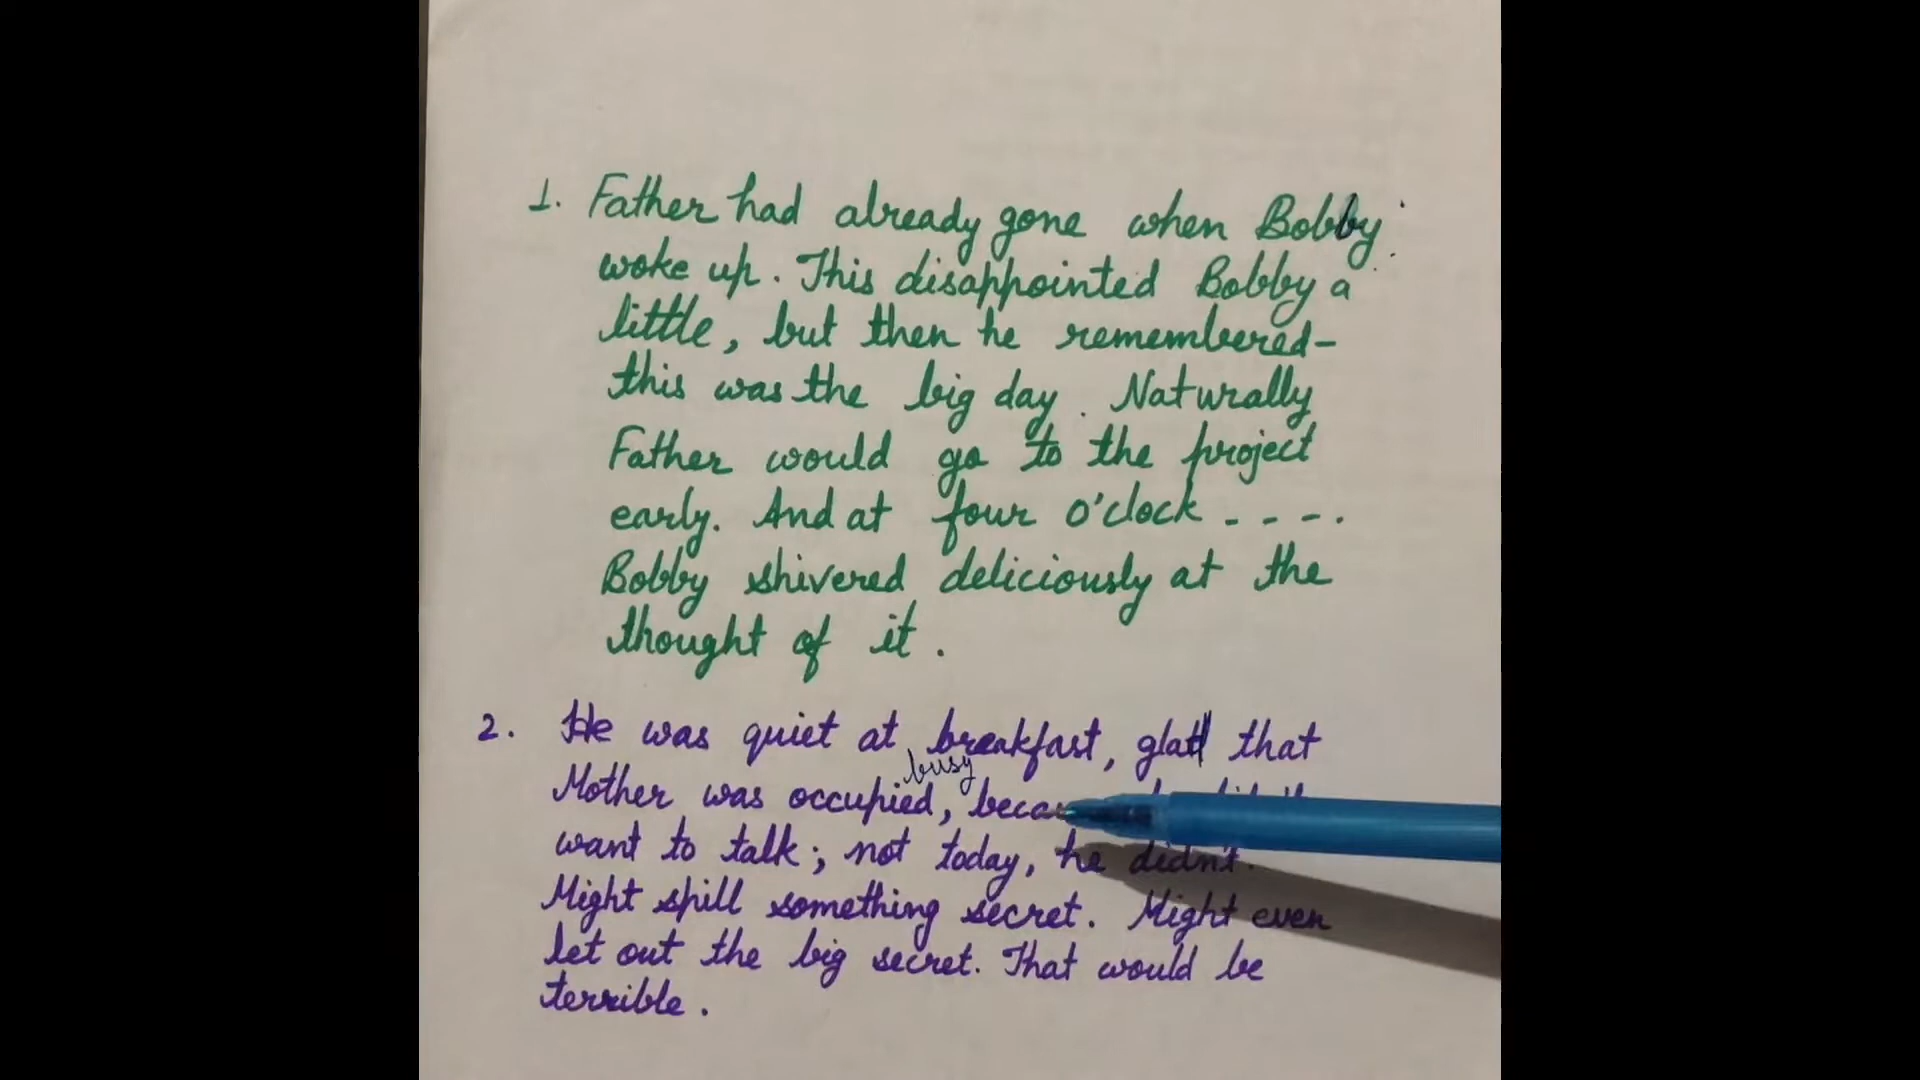 1. Father had already gone when Bobby
woke up. This disappointed Bobby a
little, but then he remembered-
this was the big day. Naturally
Father would go to the project
early. And at four o'clock - - - .
Bobby shivered deliciously at the
thought of it.
2. He was quiet at breakfast, glad that
busy
Mother was occupied,
want to talk; not today, he didn't.
Might spill something secret. Might even
let out the big secret. That would be
terrible.